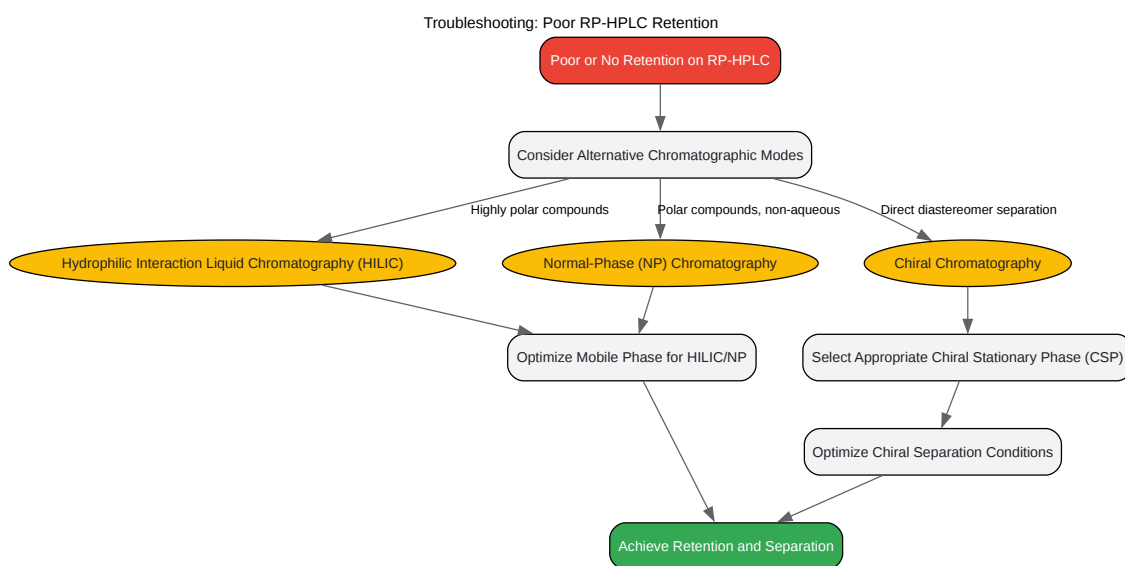 Troubleshooting: Poor RP-HPLC Retention
Poor or No Retention on RP-HPLC
Consider Alternative Chromatographic Modes
Highly polar compounds
Polar compounds, non-aqueous
Direct diastereomer separation
Hydrophilic Interaction Liquid Chromatography (HILIC)
Normal-Phase (NP) Chromatography
Chiral Chromatography
Optimize Mobile Phase for HILIC/NP
Select Appropriate Chiral Stationary Phase (CSP)
Optimize Chiral Separation Conditions
Achieve Retention and Separation